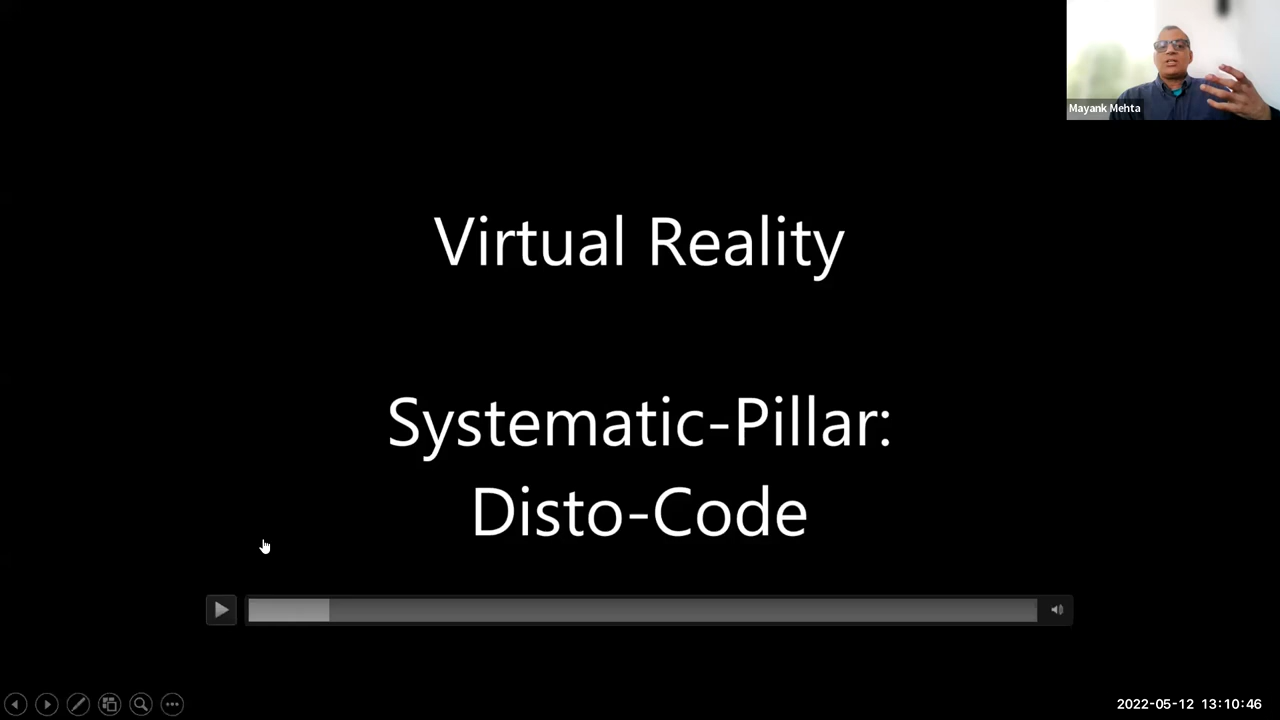 Mayank Mehta
Virtual Reality
Systematic-Pillar:
Disto-Code
2022-05-12 13:10:46